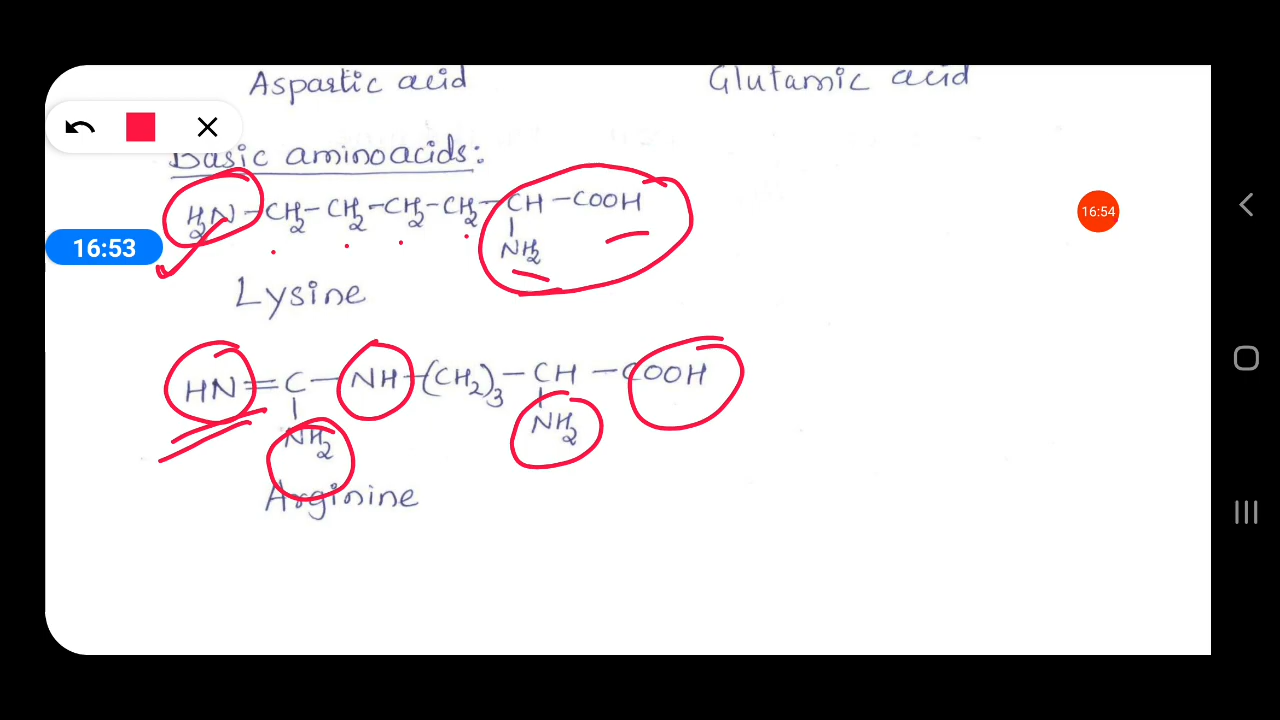 Aspartic acid Glutamic acid
Basic aminoacids:
H₂N-CH₂-CH₂-CH₂-CH₂-CH-COOH
|
NH₂
16:53
16:54
Lysine
HN=C-NH-(CH₂)₃-CH-COOH
| |
NH₂ NH₂
Arginine